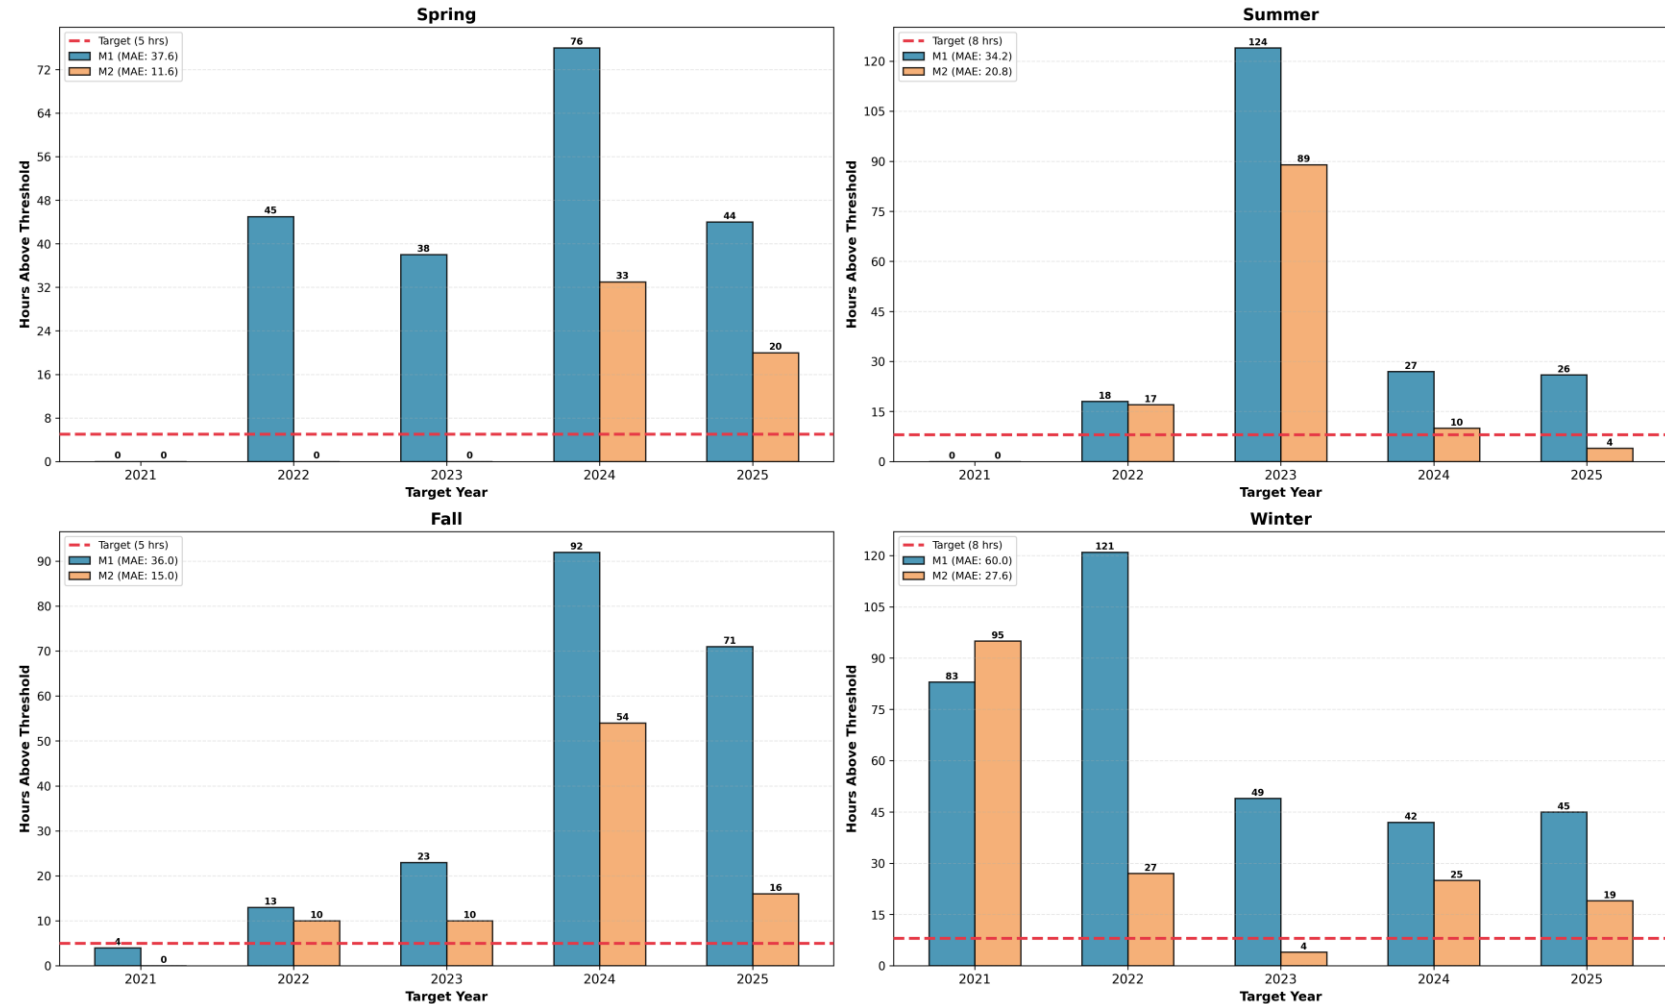 Spring
Target (5 hrs)
M1 (MAE: 37.6)
M2 (MAE: 11.6)
Hours Above Threshold
72
64
56
48
40
32
24
16
8
0
0 0
45 0
38 0
76 33
44 20
2021 2022 2023 2024 2025
Target Year
Summer
Target (8 hrs)
M1 (MAE: 34.2)
M2 (MAE: 20.8)
Hours Above Threshold
120
105
90
75
60
45
30
15
0
0 0
18 17
124 89
27 10
26 4
2021 2022 2023 2024 2025
Target Year
Fall
Target (5 hrs)
M1 (MAE: 36.0)
M2 (MAE: 15.0)
Hours Above Threshold
90
80
70
60
50
40
30
20
10
0
4 0
13 10
23 10
92 54
71 16
2021 2022 2023 2024 2025
Target Year
Winter
Target (8 hrs)
M1 (MAE: 60.0)
M2 (MAE: 27.6)
Hours Above Threshold
120
105
90
75
60
45
30
15
0
83 95
121 27
49 4
42 25
45 19
2021 2022 2023 2024 2025
Target Year